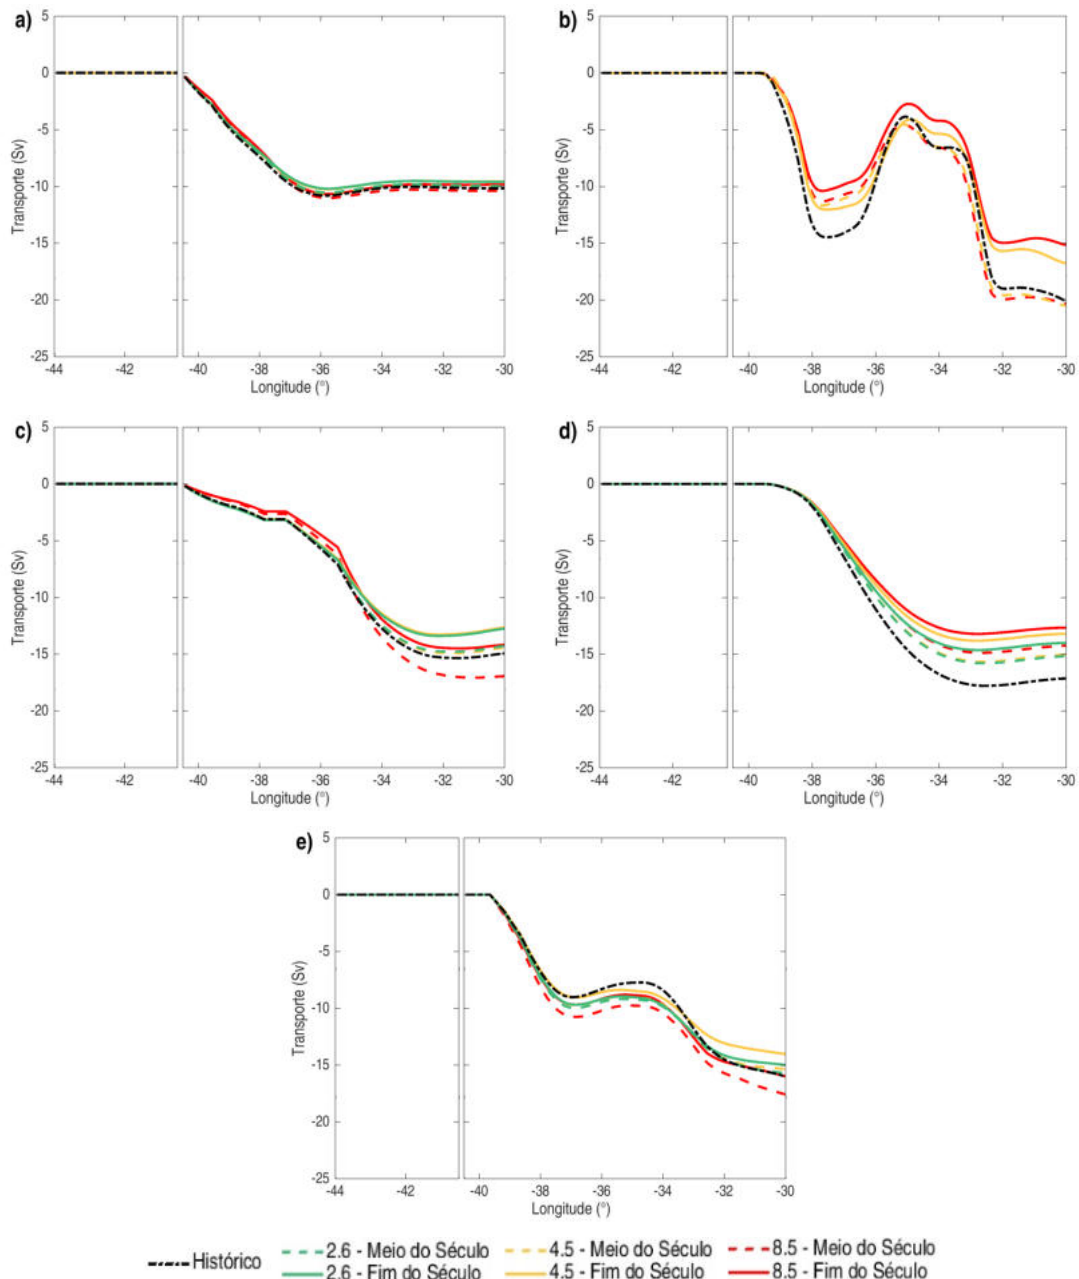 a)
5
0
-5
-10
-15
-20
-25
Transporte (Sv)
-44 -42 -40 -38 -36 -34 -32 -30
Longitude (°)
b)
5
0
-5
-10
-15
-20
-25
Transporte (Sv)
-44 -42 -40 -38 -36 -34 -32 -30
Longitude (°)
c)
5
0
-5
-10
-15
-20
-25
Transporte (Sv)
-44 -42 -40 -38 -36 -34 -32 -30
Longitude (°)
d)
5
0
-5
-10
-15
-20
-25
Transporte (Sv)
-44 -42 -40 -38 -36 -34 -32 -30
Longitude (°)
e)
5
0
-5
-10
-15
-20
-25
Transporte (Sv)
-44 -42 -40 -38 -36 -34 -32 -30
Longitude (°)
Histórico
2.6 - Meio do Século
4.5 - Meio do Século
8.5 - Meio do Século
2.6 - Fim do Século
4.5 - Fim do Século
8.5 - Fim do Século